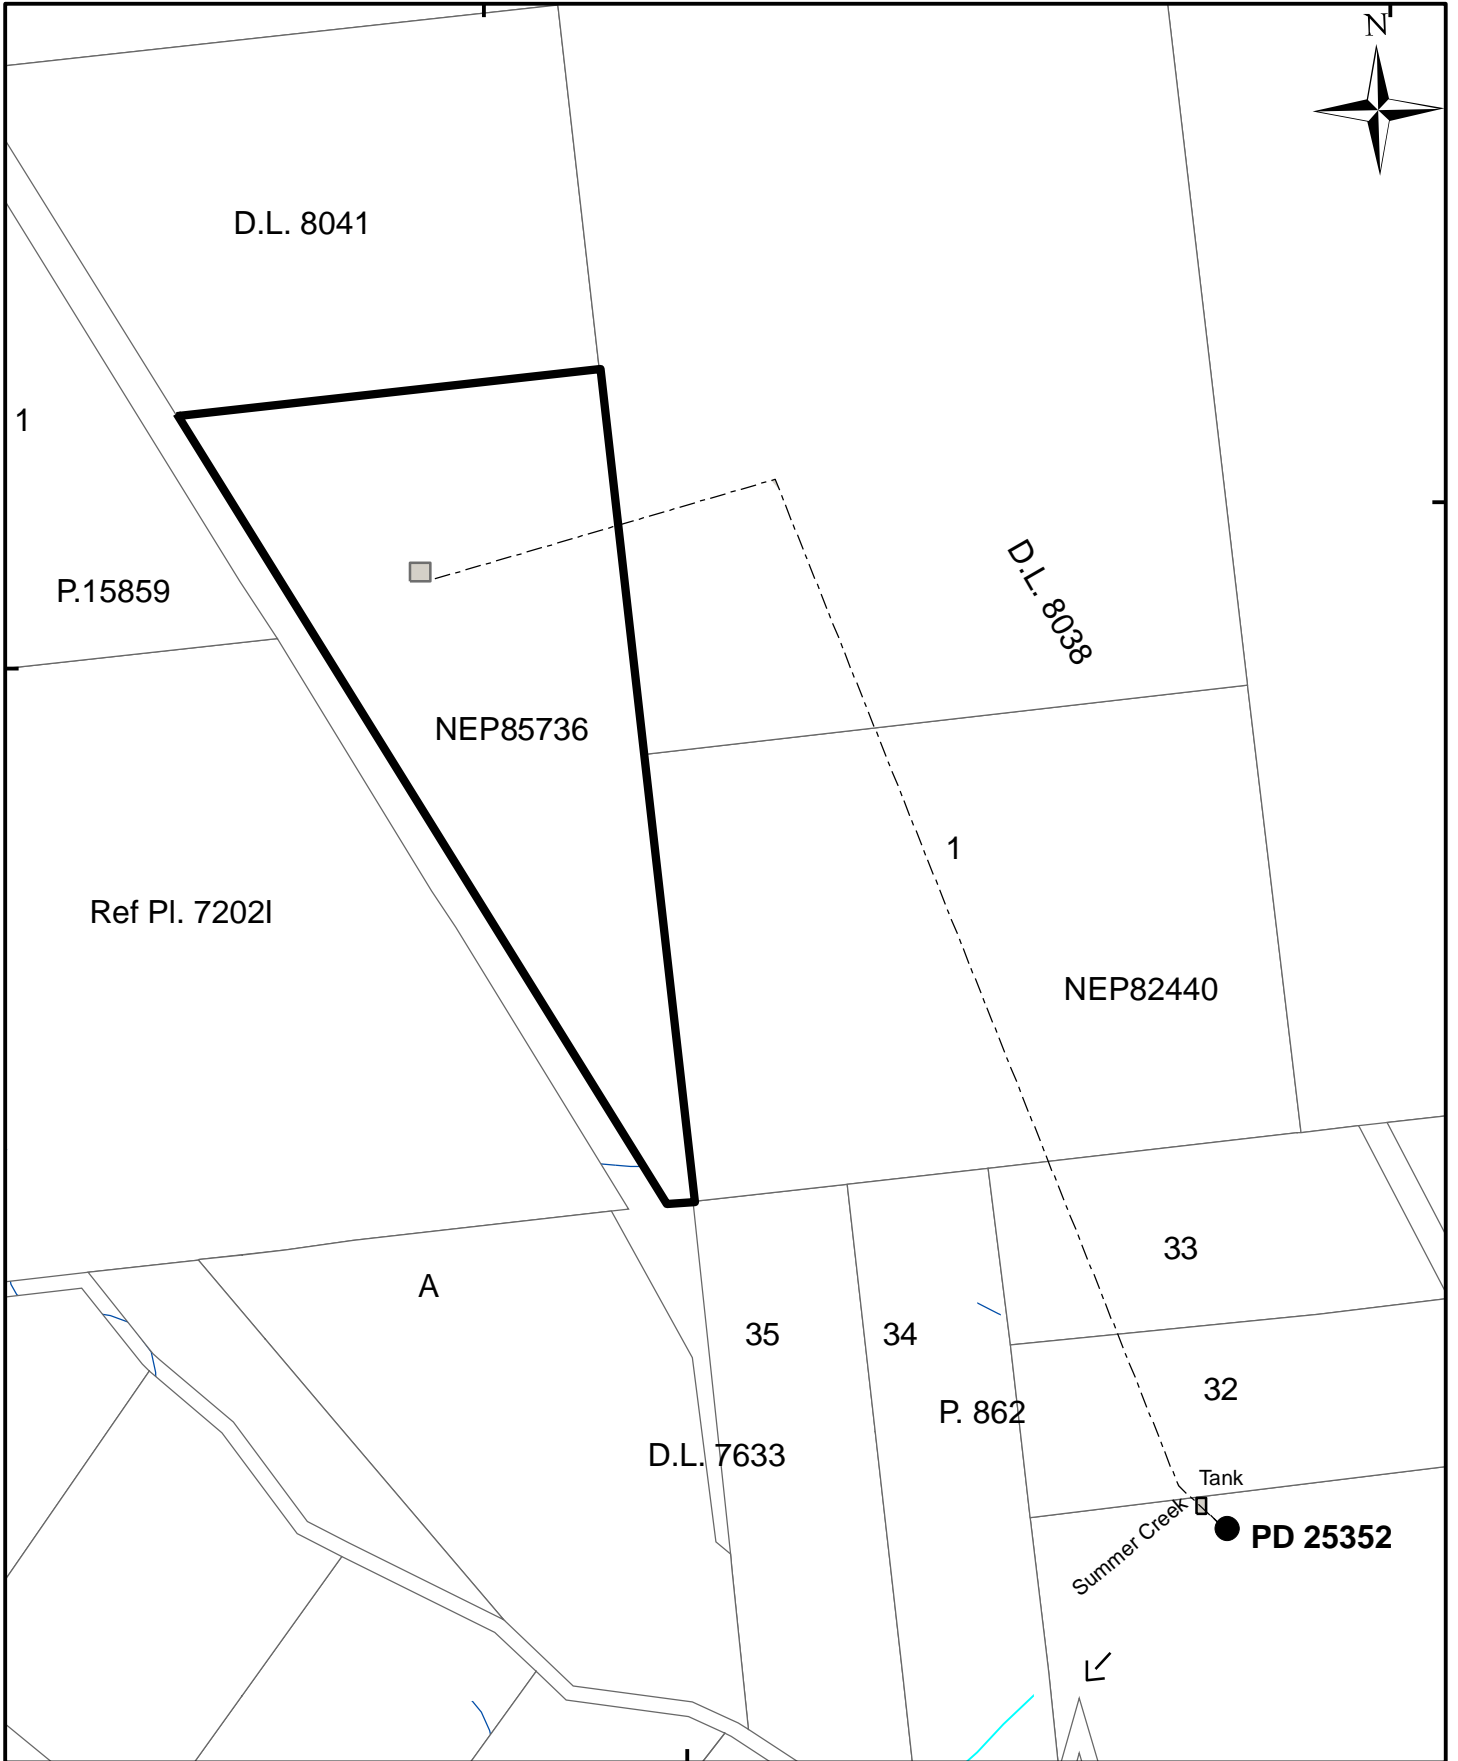 N
D.L. 8041
1
P.15859
D.L. 8038
NEP85736
1
Ref Pl. 7202I
NEP82440
33
A
35
34
32
P. 862
D.L. 7633
Tank
Summer Creek
PD 25352